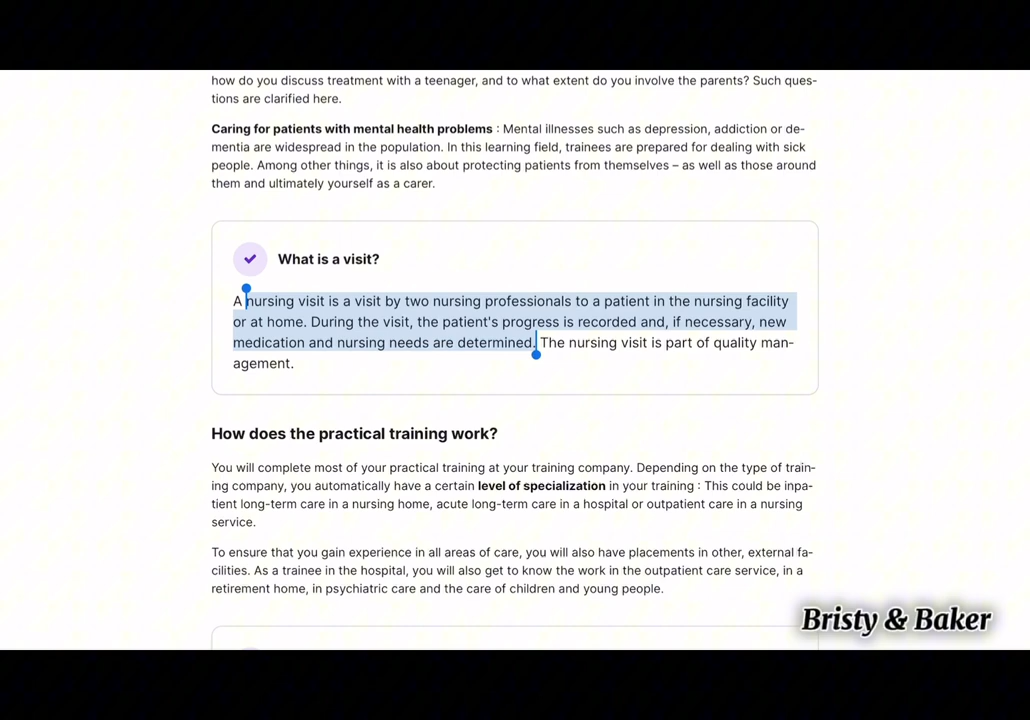 how do you discuss treatment with a teenager, and to what extent do you involve the parents? Such ques-
tions are clarified here.
Caring for patients with mental health problems : Mental illnesses such as depression, addiction or de-
mentia are widespread in the population. In this learning field, trainees are prepared for dealing with sick
people. Among other things, it is also about protecting patients from themselves – as well as those around
them and ultimately yourself as a carer.
What is a visit?
A nursing visit is a visit by two nursing professionals to a patient in the nursing facility
or at home. During the visit, the patient's progress is recorded and, if necessary, new
medication and nursing needs are determined. The nursing visit is part of quality man-
agement.
How does the practical training work?
You will complete most of your practical training at your training company. Depending on the type of train-
ing company, you automatically have a certain level of specialization in your training : This could be inpa-
tient long-term care in a nursing home, acute long-term care in a hospital or outpatient care in a nursing
service.
To ensure that you gain experience in all areas of care, you will also have placements in other, external fa-
cilities. As a trainee in the hospital, you will also get to know the work in the outpatient care service, in a
retirement home, in psychiatric care and the care of children and young people.
Bristy & Baker